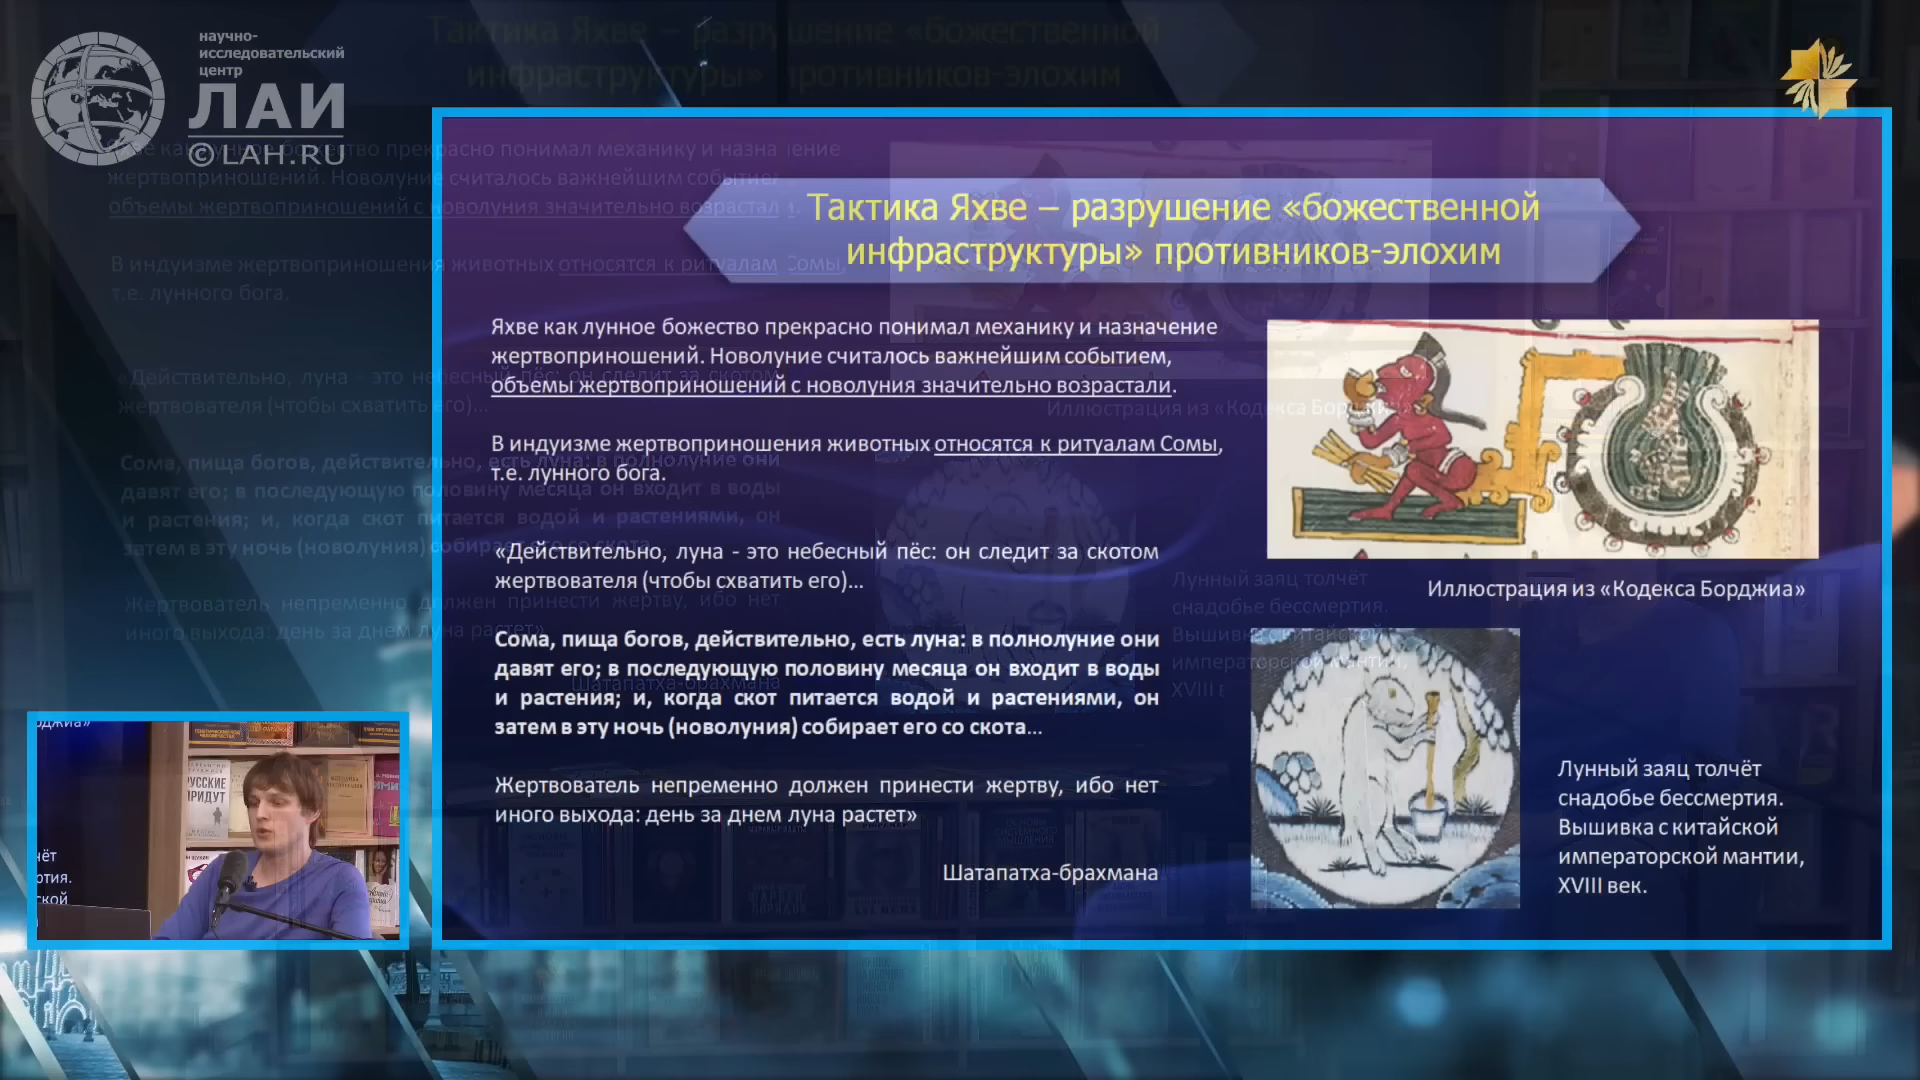 научно-
исследовательский
центр
ЛАИ
©LAH.RU
Тактика Яхве – разрушение «божественной
инфраструктуры» противников-элохим
Яхве как лунное божество прекрасно понимал механику и назначение
жертвоприношений. Новолуние считалось важнейшим событием,
объемы жертвоприношений с новолуния значительно возрастали.
В индуизме жертвоприношения животных относятся к ритуалам Сомы,
т.е. лунного бога.
«Действительно, луна - это небесный пёс: он следит за скотом
жертвователя (чтобы схватить его)...
Сома, пища богов, действительно, есть луна: в полнолуние они
давят его; в последующую половину месяца он входит в воды
и растения; и, когда скот питается водой и растениями, он
затем в эту ночь (новолуния) собирает его со скота...
Жертвователь непременно должен принести жертву, ибо нет
иного выхода: день за днем луна растет»
Шатапатха-брахмана
Иллюстрация из «Кодекса Борджиа»
Лунный заяц толчёт
снадобье бессмертия.
Вышивка с китайской
императорской мантии,
XVIII век.